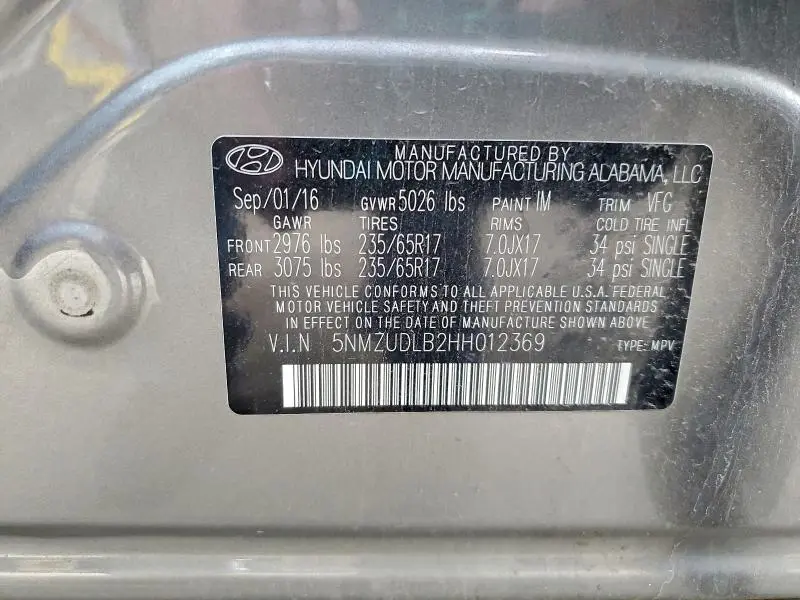 MANUFACTURED BY
HYUNDAI MOTOR MANUFACTURING ALABAMA, LLC
Sep/01/16 GVWR 5026 lbs PAINT IM TRIM VFG
GAWR TIRES RIMS COLD TIRE INFL
FRONT 2976 lbs 235/65R17 7.0JX17 34 psi SINGLE
REAR 3075 lbs 235/65R17 7.0JX17 34 psi SINGLE
THIS VEHICLE CONFORMS TO ALL APPLICABLE U.S.A. FEDERAL
MOTOR VEHICLE SAFETY AND THEFT PREVENTION STANDARDS
IN EFFECT ON THE DATE OF MANUFACTURE SHOWN ABOVE
V.I.N 5NMZUDLB2HH012369 TYPE: MPV